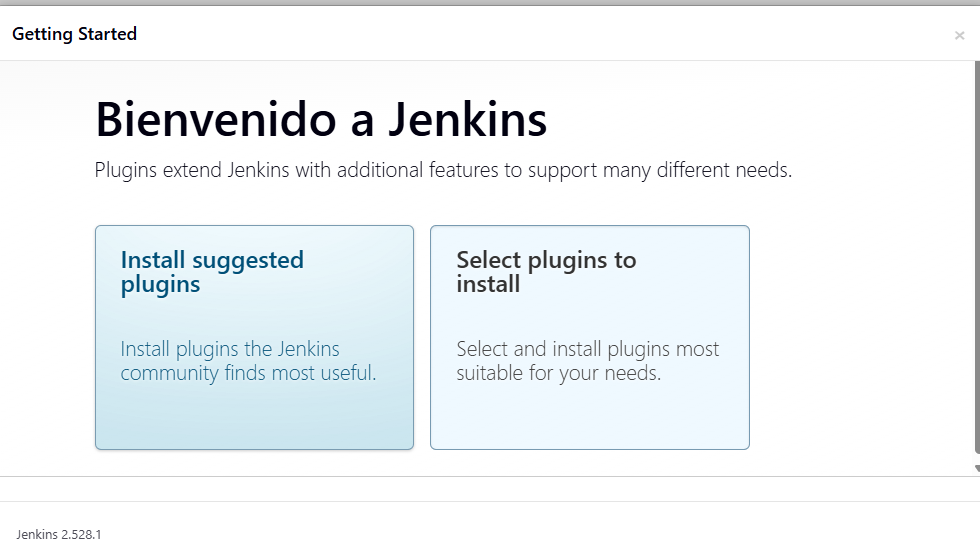 Getting Started
×
Bienvenido a Jenkins
Plugins extend Jenkins with additional features to support many different needs.
Install suggested
plugins
Install plugins the Jenkins
community finds most useful.
Select plugins to
install
Select and install plugins most
suitable for your needs.
Jenkins 2.528.1